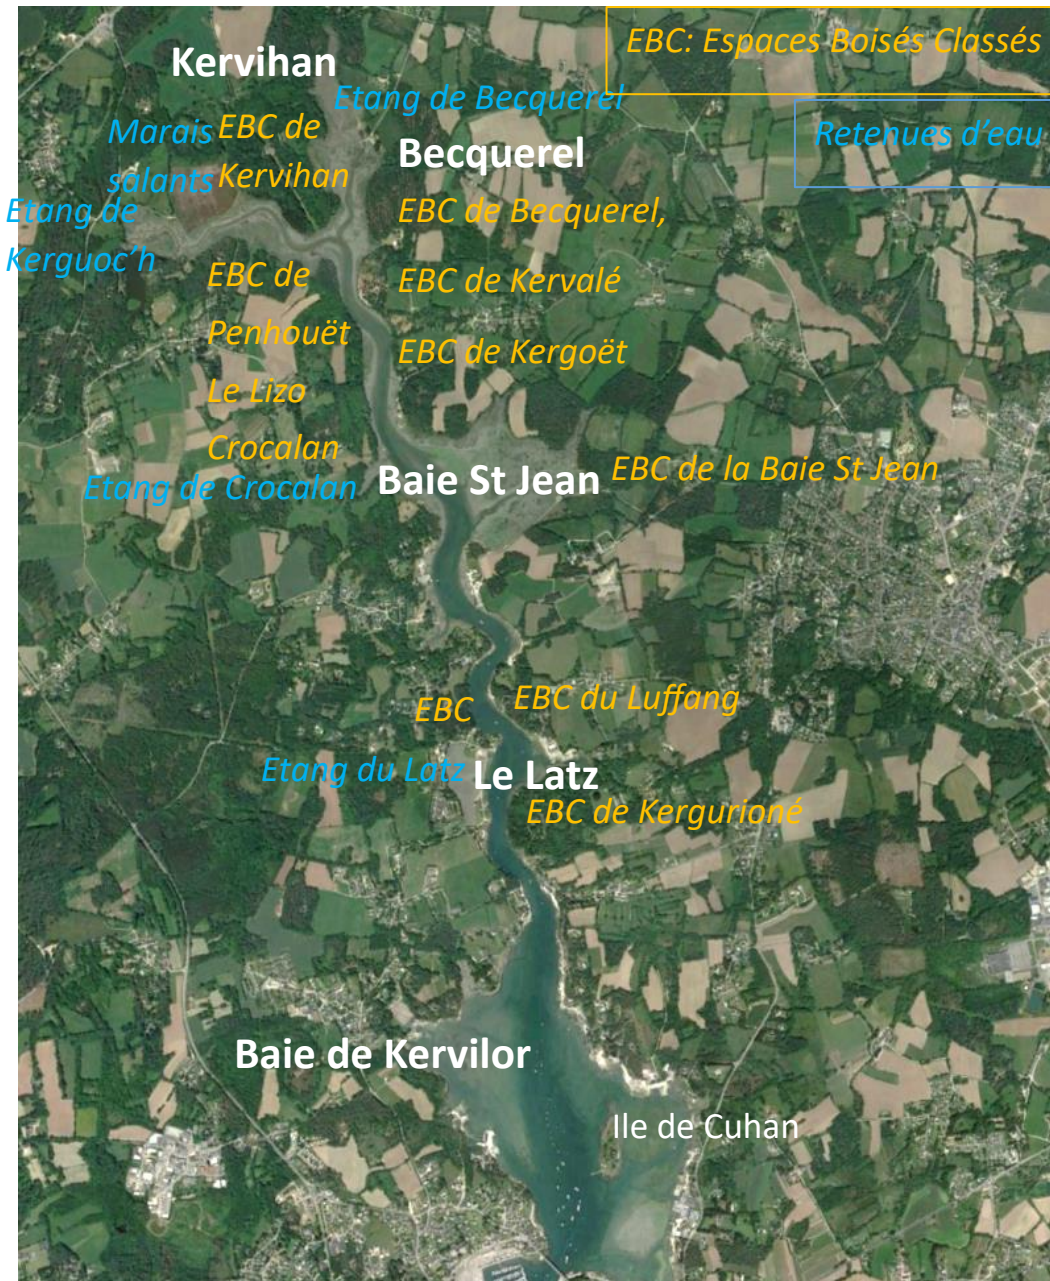 Kervihan
EBC: Espaces Boisés Classés
Etang de Becquerel
Retenues d'eau
Marais
salants
EBC de
Kervihan
Becquerel
Etang de
Kerguoc'h
EBC de Becquerel,
EBC de Kervalé
EBC de Kergoët
EBC de
Penhouët
Le Lizo
Crocalan
Etang de Crocalan
Baie St Jean
EBC de la Baie St Jean
EBC
EBC du Luffang
Etang du Latz
Le Latz
EBC de Kergurioné
Baie de Kervilor
Ile de Cuhan